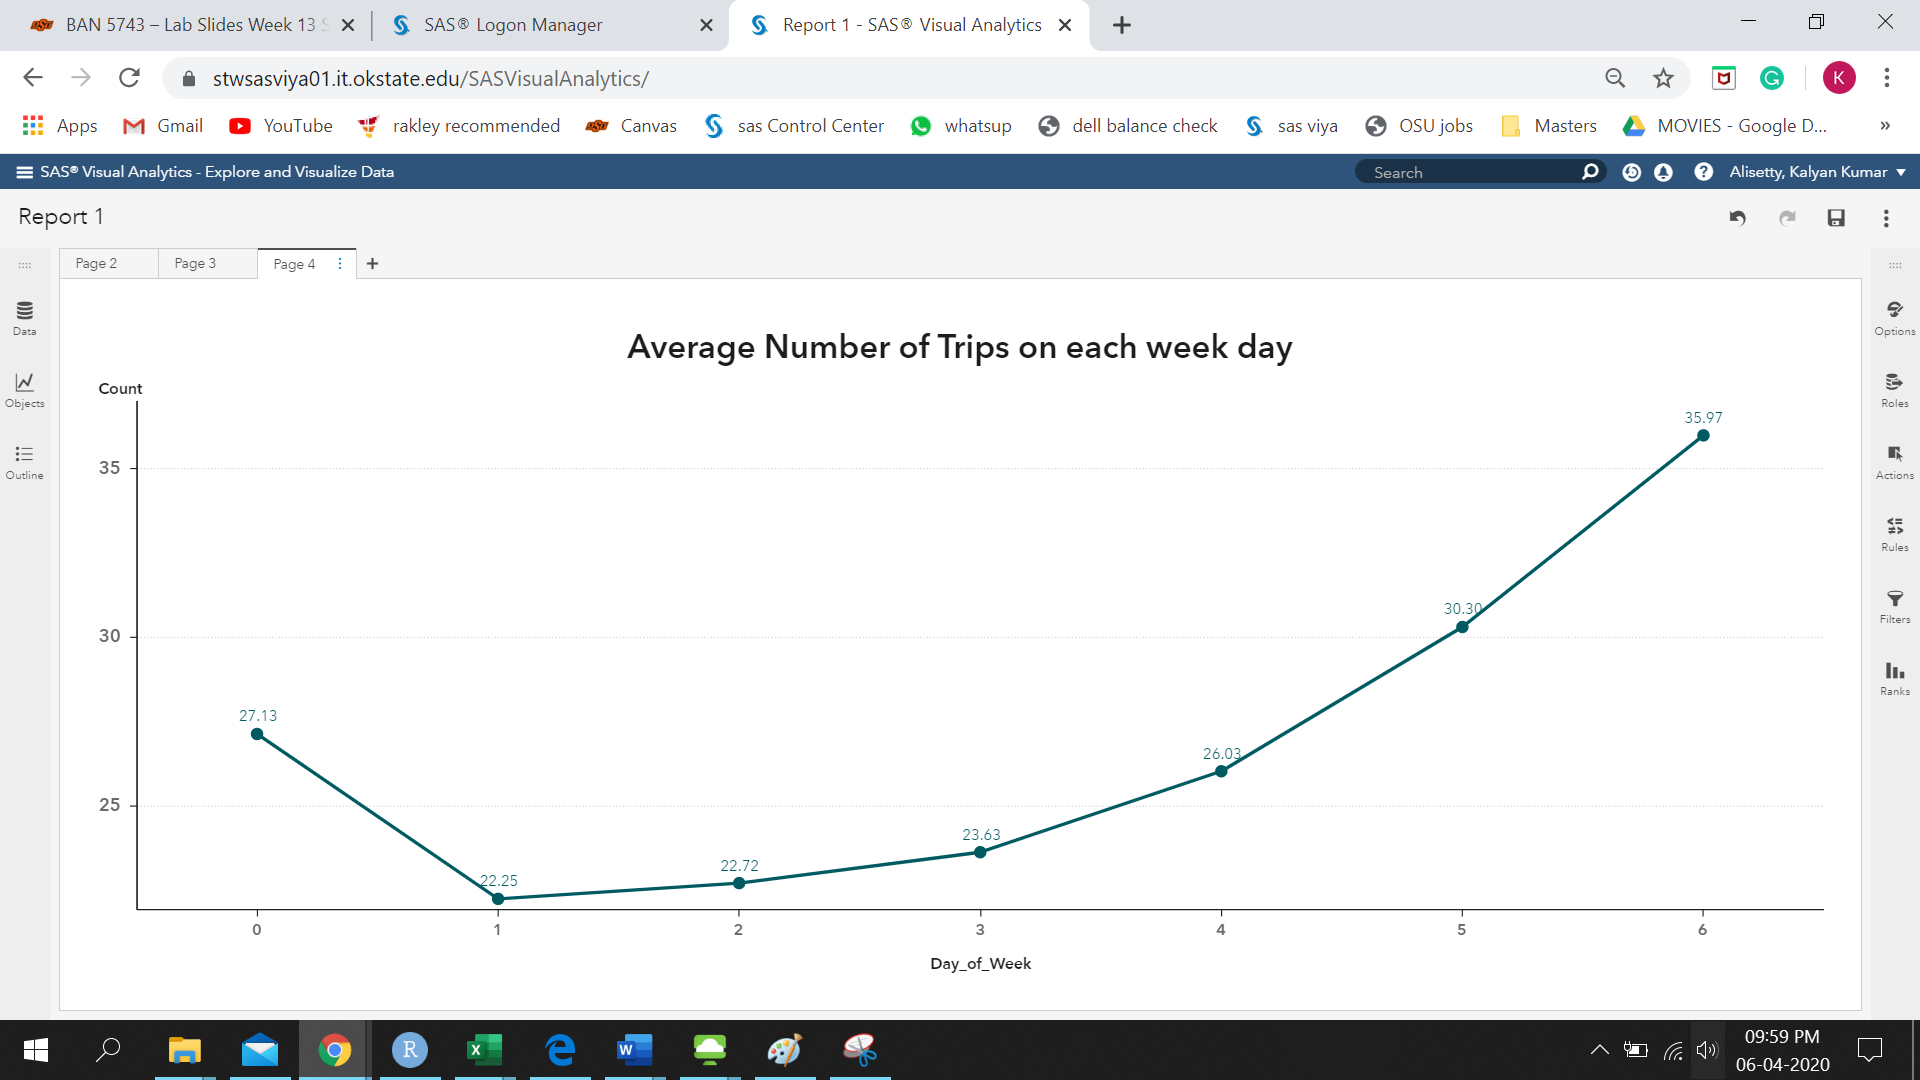 BAN 5743 – Lab Slides Week 13 S
SAS® Logon Manager
Report 1 - SAS® Visual Analytics
stwsasviya01.it.okstate.edu/SASVisualAnalytics/
K
Apps
Gmail
YouTube
rakley recommended
Canvas
sas Control Center
whatsup
dell balance check
sas viya
OSU jobs
Masters
MOVIES - Google D...
»
SAS® Visual Analytics - Explore and Visualize Data
Search
Alisetty, Kalyan Kumar
Report 1
Page 2
Page 3
Page 4
Data
Objects
Outline
Options
Roles
Actions
Rules
Filters
Ranks
Average Number of Trips on each week day
Count
35
30
25
27.13
22.25
22.72
23.63
26.03
30.30
35.97
0 1 2 3 4 5 6
Day_of_Week
09:59 PM
06-04-2020